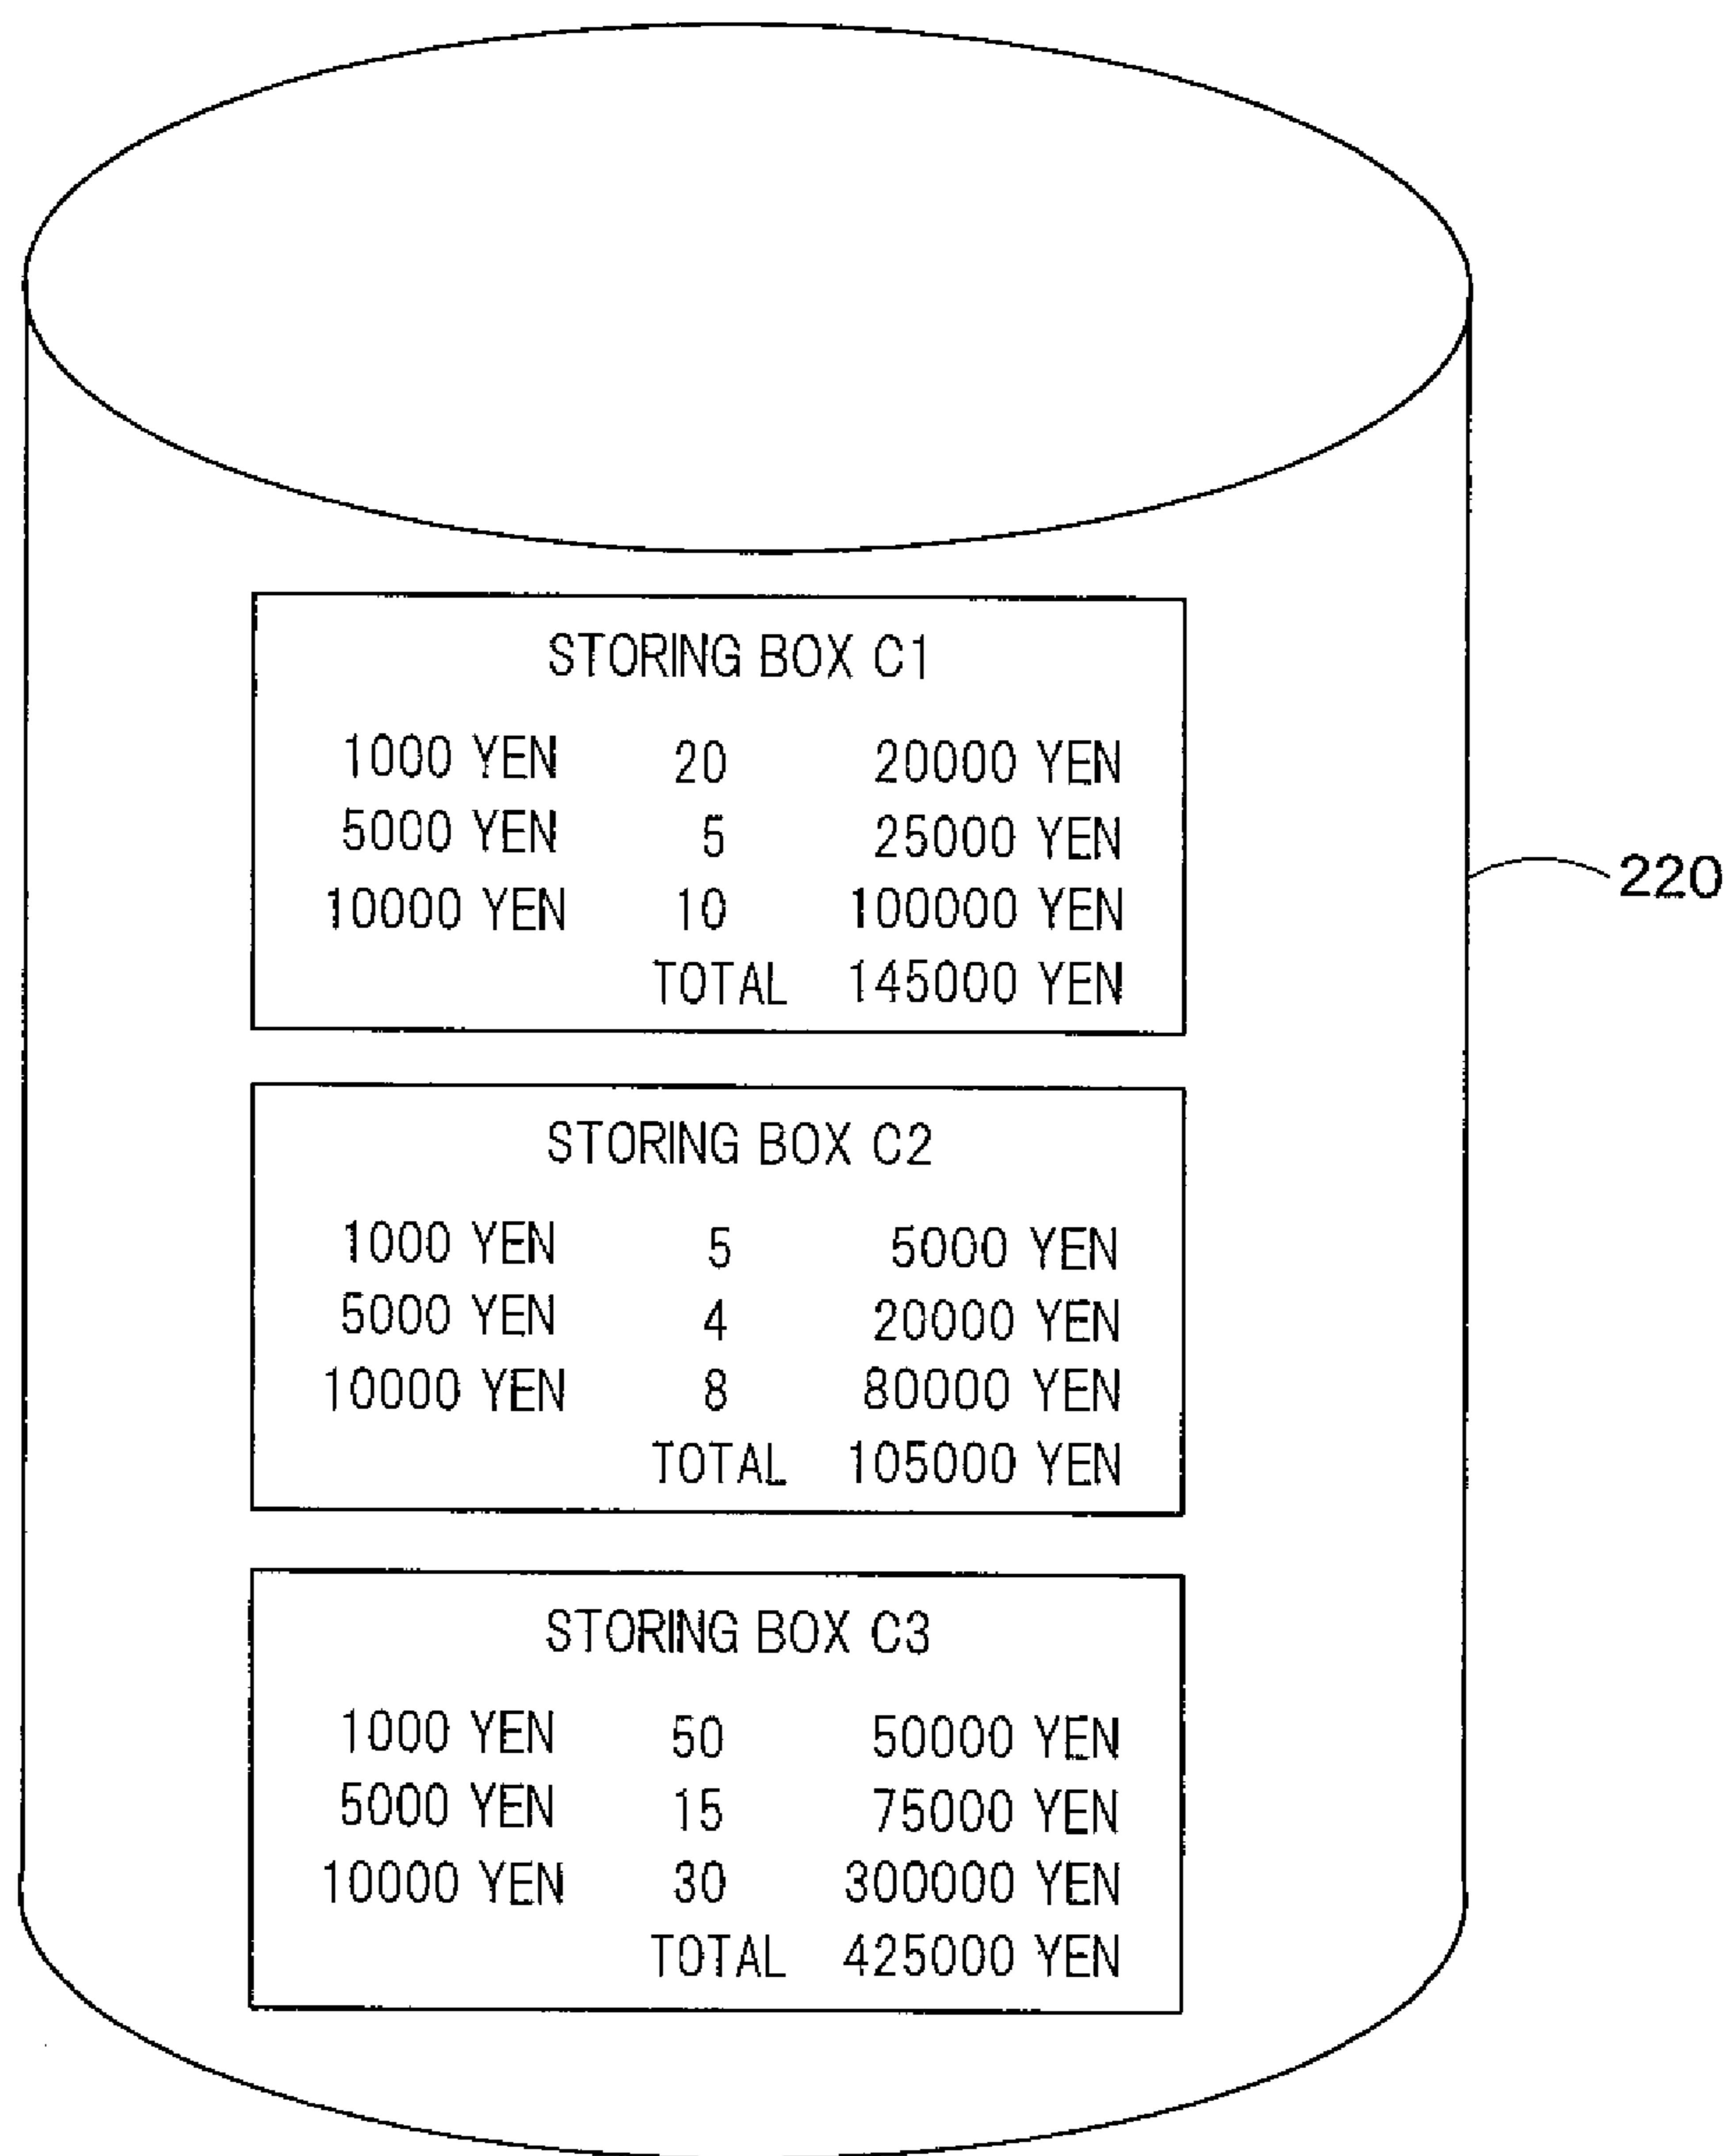 STORING BOX C1
1000 YEN 20 20000 YEN
5000 YEN 5 25000 YEN
10000 YEN 10 100000 YEN
TOTAL 145000 YEN
220
STORING BOX C2
1000 YEN 5 5000 YEN
5000 YEN 4 20000 YEN
10000 YEN 8 80000 YEN
TOTAL 105000 YEN
STORING BOX C3
1000 YEN 50 50000 YEN
5000 YEN 15 75000 YEN
10000 YEN 30 300000 YEN
TOTAL 425000 YEN